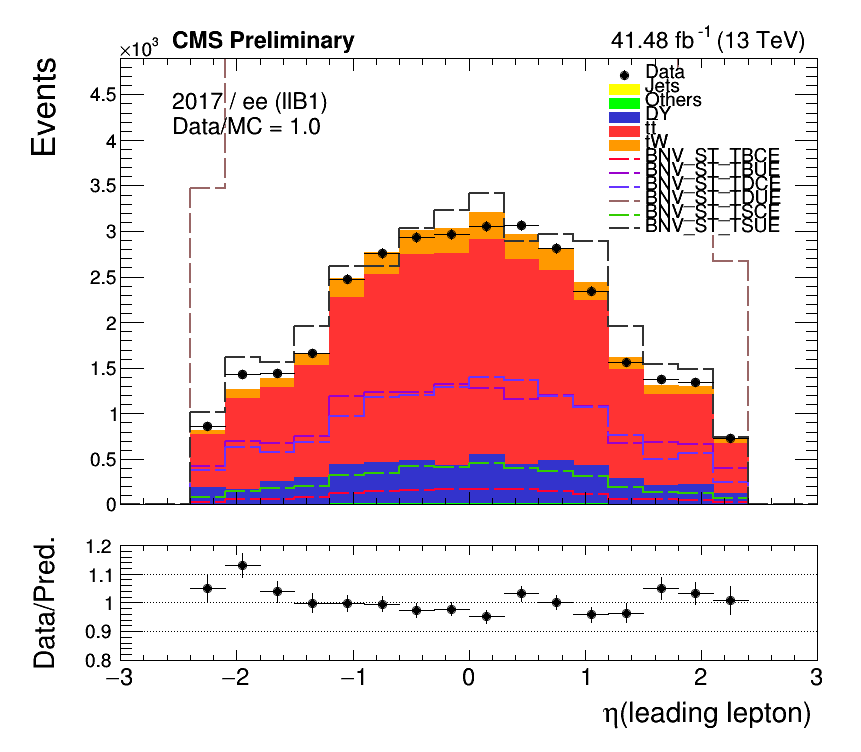 ×10³ CMS Preliminary 41.48 fb⁻¹ (13 TeV)
Events
2017 / ee (IIB1)
Data/MC = 1.0
Data
Jets
Others
DY
tt
tW
BNV_ST_TBCE
BNV_ST_TBUE
BNV_ST_TDCE
BNV_ST_TDUE
BNV_ST_TSCE
BNV_ST_TSUE
4.5
4
3.5
3
2.5
2
1.5
1
0.5
0
Data/Pred.
1.2
1.1
1
0.9
0.8
−3 −2 −1 0 1 2 3
η(leading lepton)